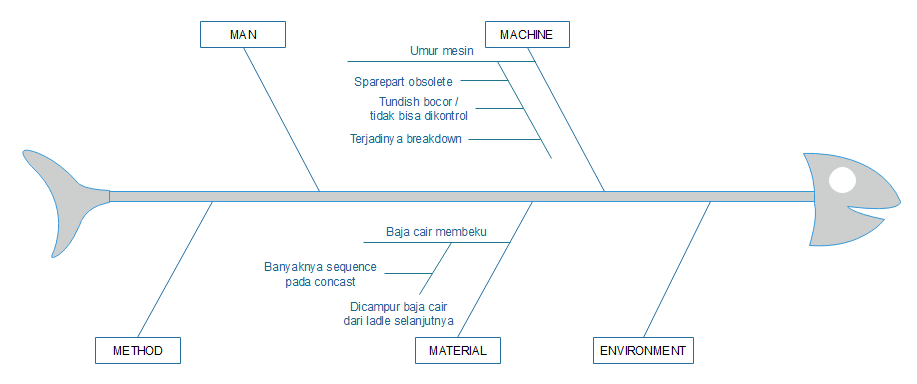 MAN
MACHINE
Umur mesin
Sparepart obsolete
Tundish bocor /
tidak bisa dikontrol
Terjadinya breakdown
Baja cair membeku
Banyaknya sequence
pada concast
Dicampur baja cair
dari ladle selanjutnya
METHOD
MATERIAL
ENVIRONMENT